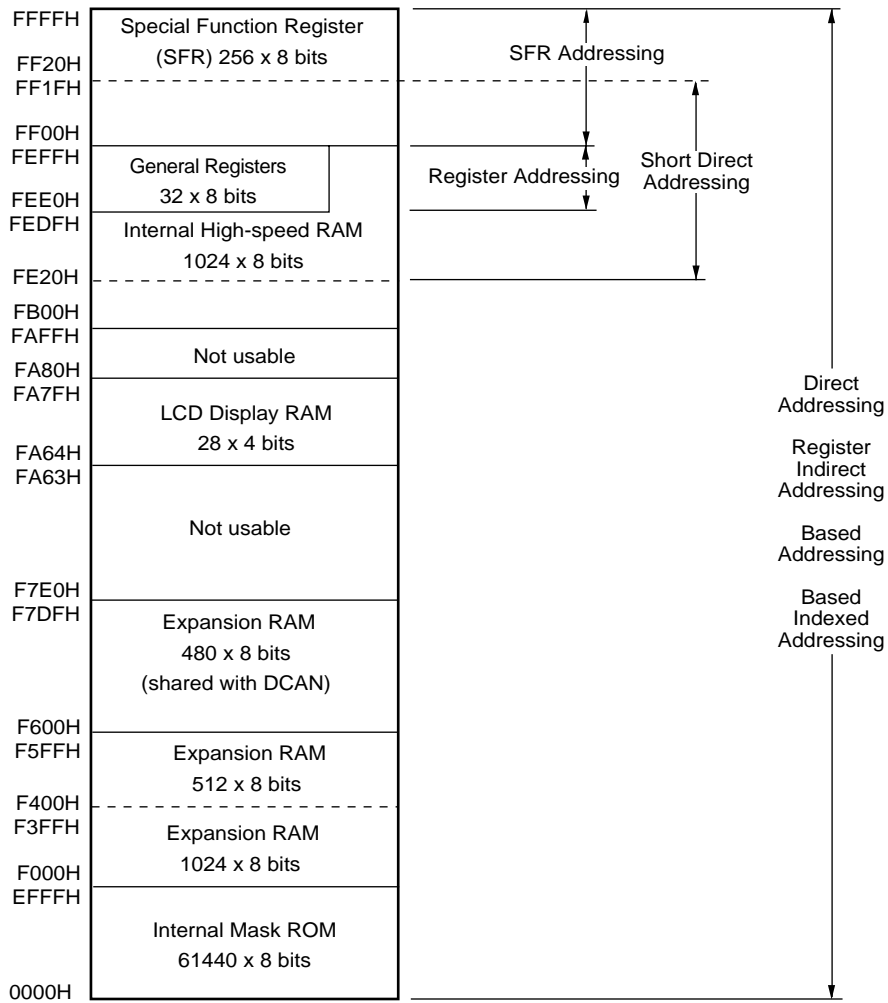 FFFFH
Special Function Register
(SFR) 256 x 8 bits
SFR Addressing
FF20H
FF1FH
FF00H
FEFFH
General Registers
32 x 8 bits
Register Addressing
Short Direct
Addressing
FEE0H
FEDFH
Internal High-speed RAM
1024 x 8 bits
FE20H
FB00H
FAFFH
Not usable
FA80H
FA7FH
LCD Display RAM
28 x 4 bits
FA64H
FA63H
Not usable
Direct
Addressing
Register
Indirect
Addressing
Based
Addressing
Based
Indexed
Addressing
F7E0H
F7DFH
Expansion RAM
480 x 8 bits
(shared with DCAN)
F600H
F5FFH
Expansion RAM
512 x 8 bits
F400H
F3FFH
Expansion RAM
1024 x 8 bits
F000H
EFFFH
Internal Mask ROM
61440 x 8 bits
0000H